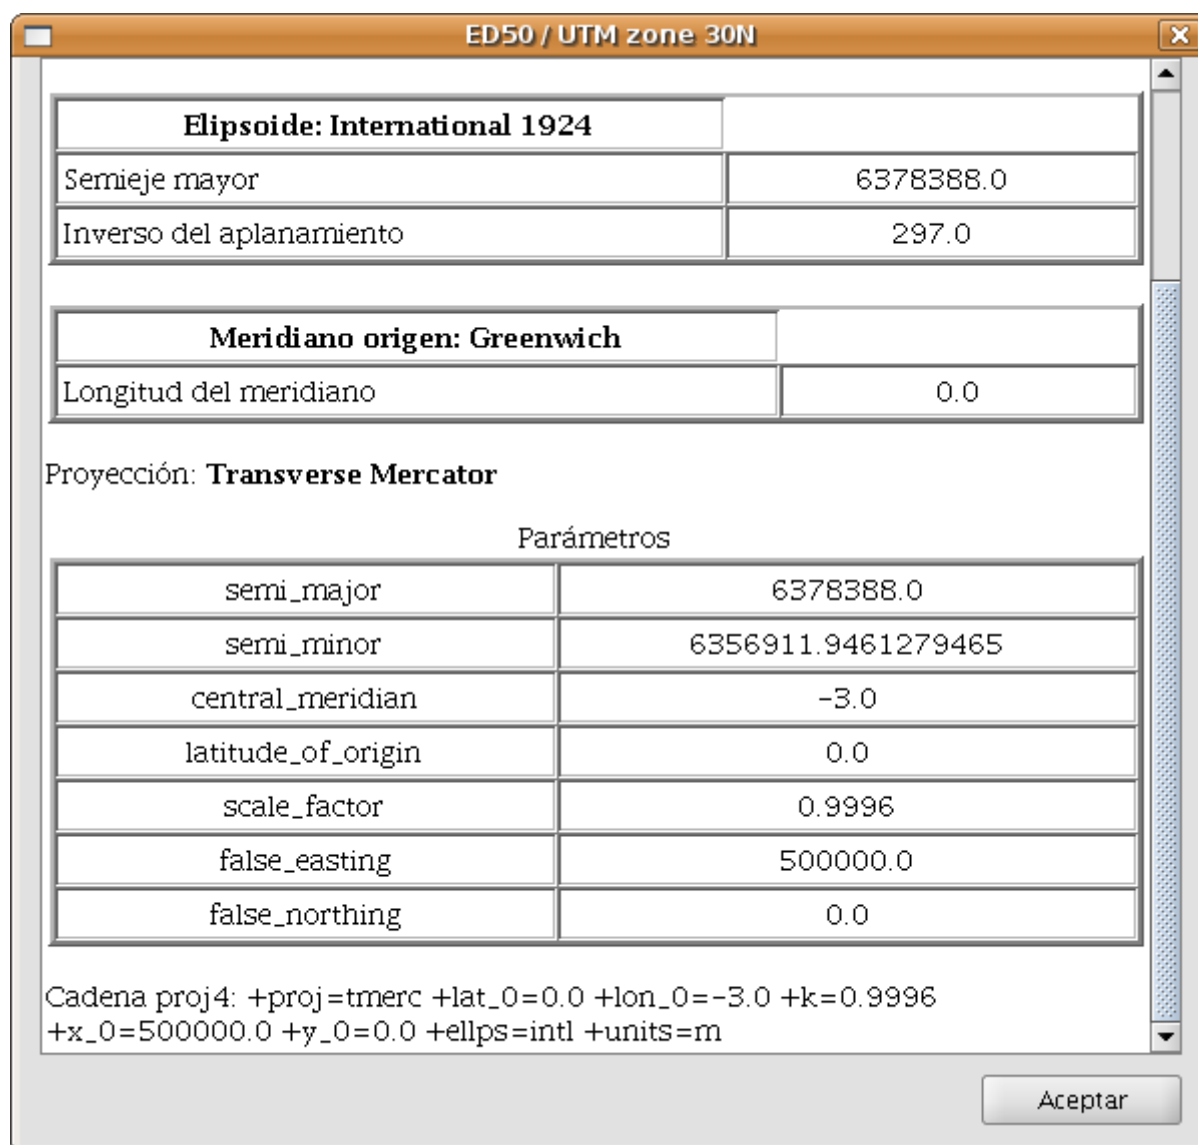 ED50 / UTM zone 30N
Elipsoide: International 1924
Semieje mayor 6378388.0
Inverso del aplanamiento 297.0
Meridiano origen: Greenwich
Longitud del meridiano 0.0
Proyección: Transverse Mercator
Parámetros
semi_major 6378388.0
semi_minor 6356911.9461279465
central_meridian -3.0
latitude_of_origin 0.0
scale_factor 0.9996
false_easting 500000.0
false_northing 0.0
Cadena proj4: +proj=tmerc +lat_0=0.0 +lon_0=-3.0 +k=0.9996
+x_0=500000.0 +y_0=0.0 +ellps=intl +units=m
Aceptar